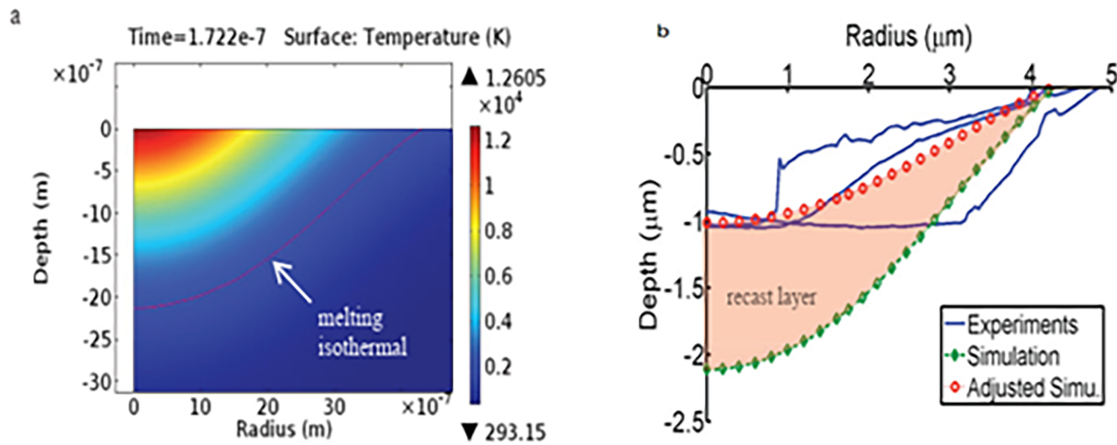 a
Time=1.722e-7 Surface: Temperature (K)
×10⁻⁷
▲ 1.2605
×10⁴
0
-5
-10
-15
-20
-25
-30
Depth (m)
melting
isothermal
1.2
1
0.8
0.6
0.4
0.2
0 10 20 ×10⁻⁷
Radius (m)
▼ 293.15
b
Radius (μm)
0 1 2 3 4 5
0
-0.5
-1
-1.5
-2
-2.5
Depth (μm)
recast layer
Experiments
Simulation
Adjusted Simu.